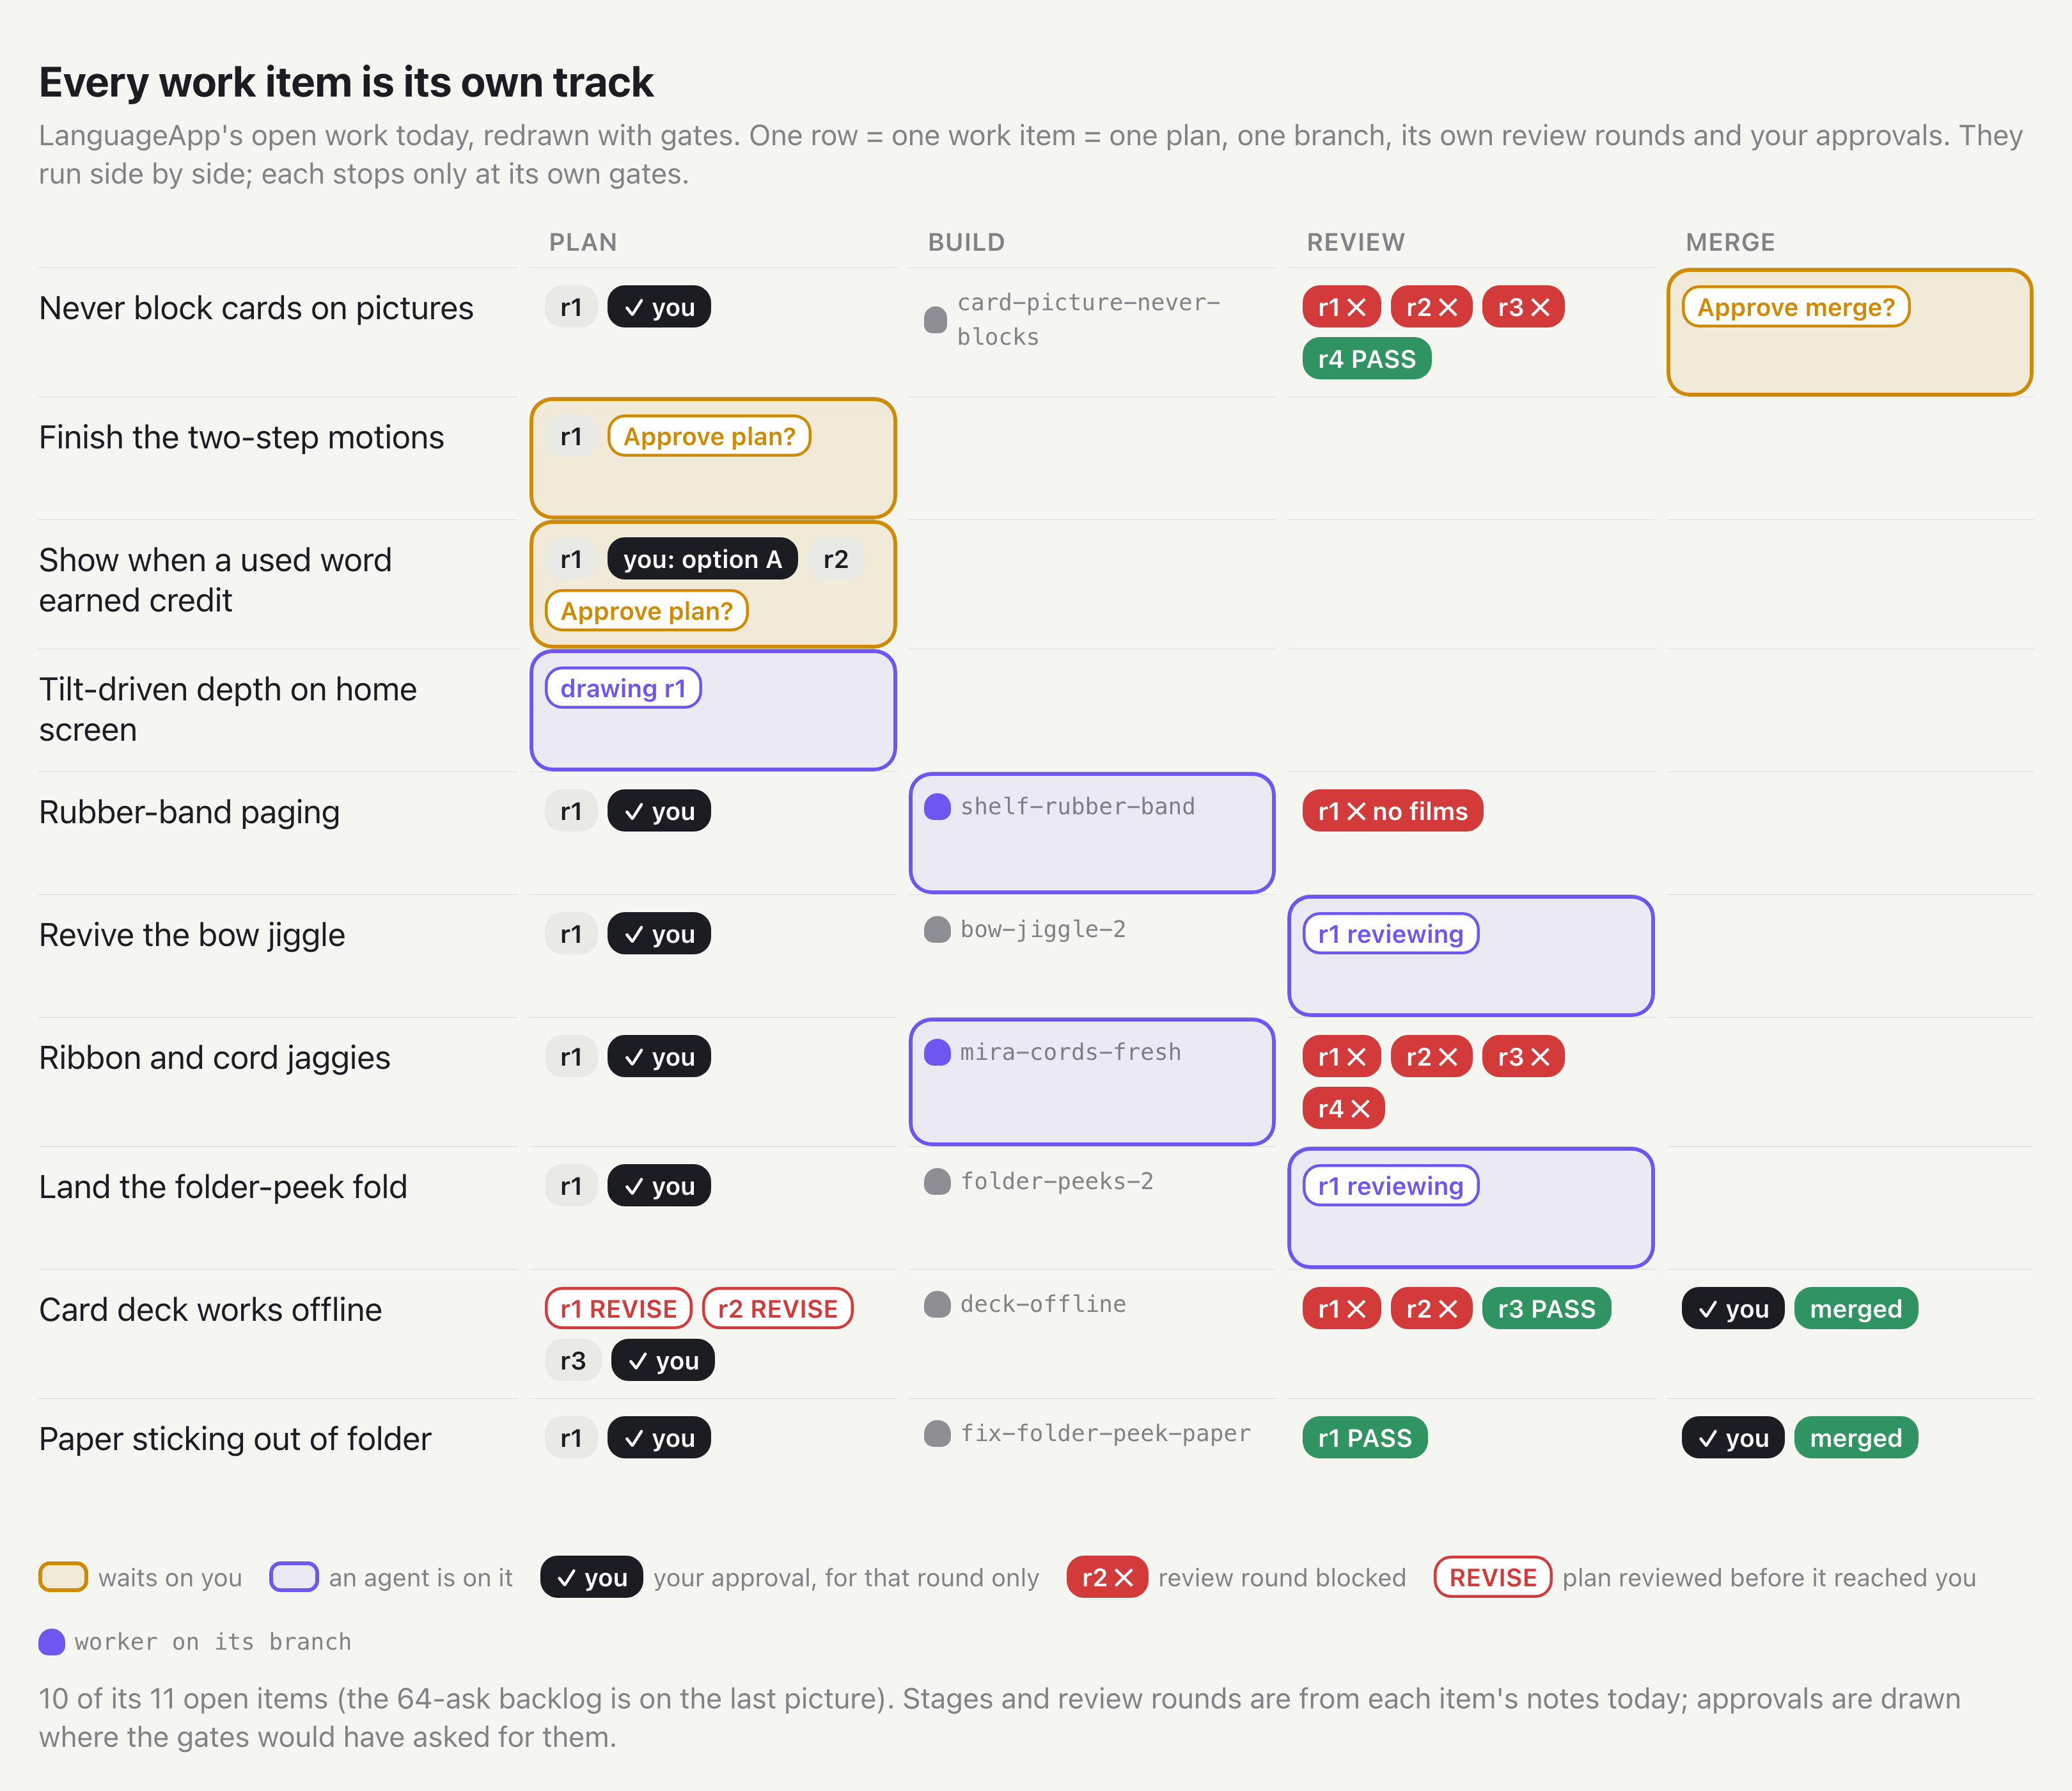 Every work item is its own track
LanguageApp's open work today, redrawn with gates. One row = one work item = one plan, one branch, its own review rounds and your approvals. They
run side by side; each stops only at its own gates.
PLAN BUILD REVIEW MERGE
Never block cards on pictures r1 ✓ you card-picture-never- r1 ✕ r2 ✕ r3 ✕ Approve merge?
blocks r4 PASS
Finish the two-step motions r1 Approve plan?
Show when a used word r1 you: option A r2
earned credit Approve plan?
Tilt-driven depth on home drawing r1
screen
Rubber-band paging r1 ✓ you shelf-rubber-band r1 ✕ no films
Revive the bow jiggle r1 ✓ you bow-jiggle-2 r1 reviewing
Ribbon and cord jaggies r1 ✓ you mira-cords-fresh r1 ✕ r2 ✕ r3 ✕
r4 ✕
Land the folder-peek fold r1 ✓ you folder-peeks-2 r1 reviewing
Card deck works offline r1 REVISE r2 REVISE deck-offline r1 ✕ r2 ✕ r3 PASS ✓ you merged
r3 ✓ you
Paper sticking out of folder r1 ✓ you fix-folder-peek-paper r1 PASS ✓ you merged
waits on you an agent is on it ✓ you your approval, for that round only r2 ✕ review round blocked REVISE plan reviewed before it reached you
worker on its branch
10 of its 11 open items (the 64-ask backlog is on the last picture). Stages and review rounds are from each item's notes today; approvals are drawn
where the gates would have asked for them.